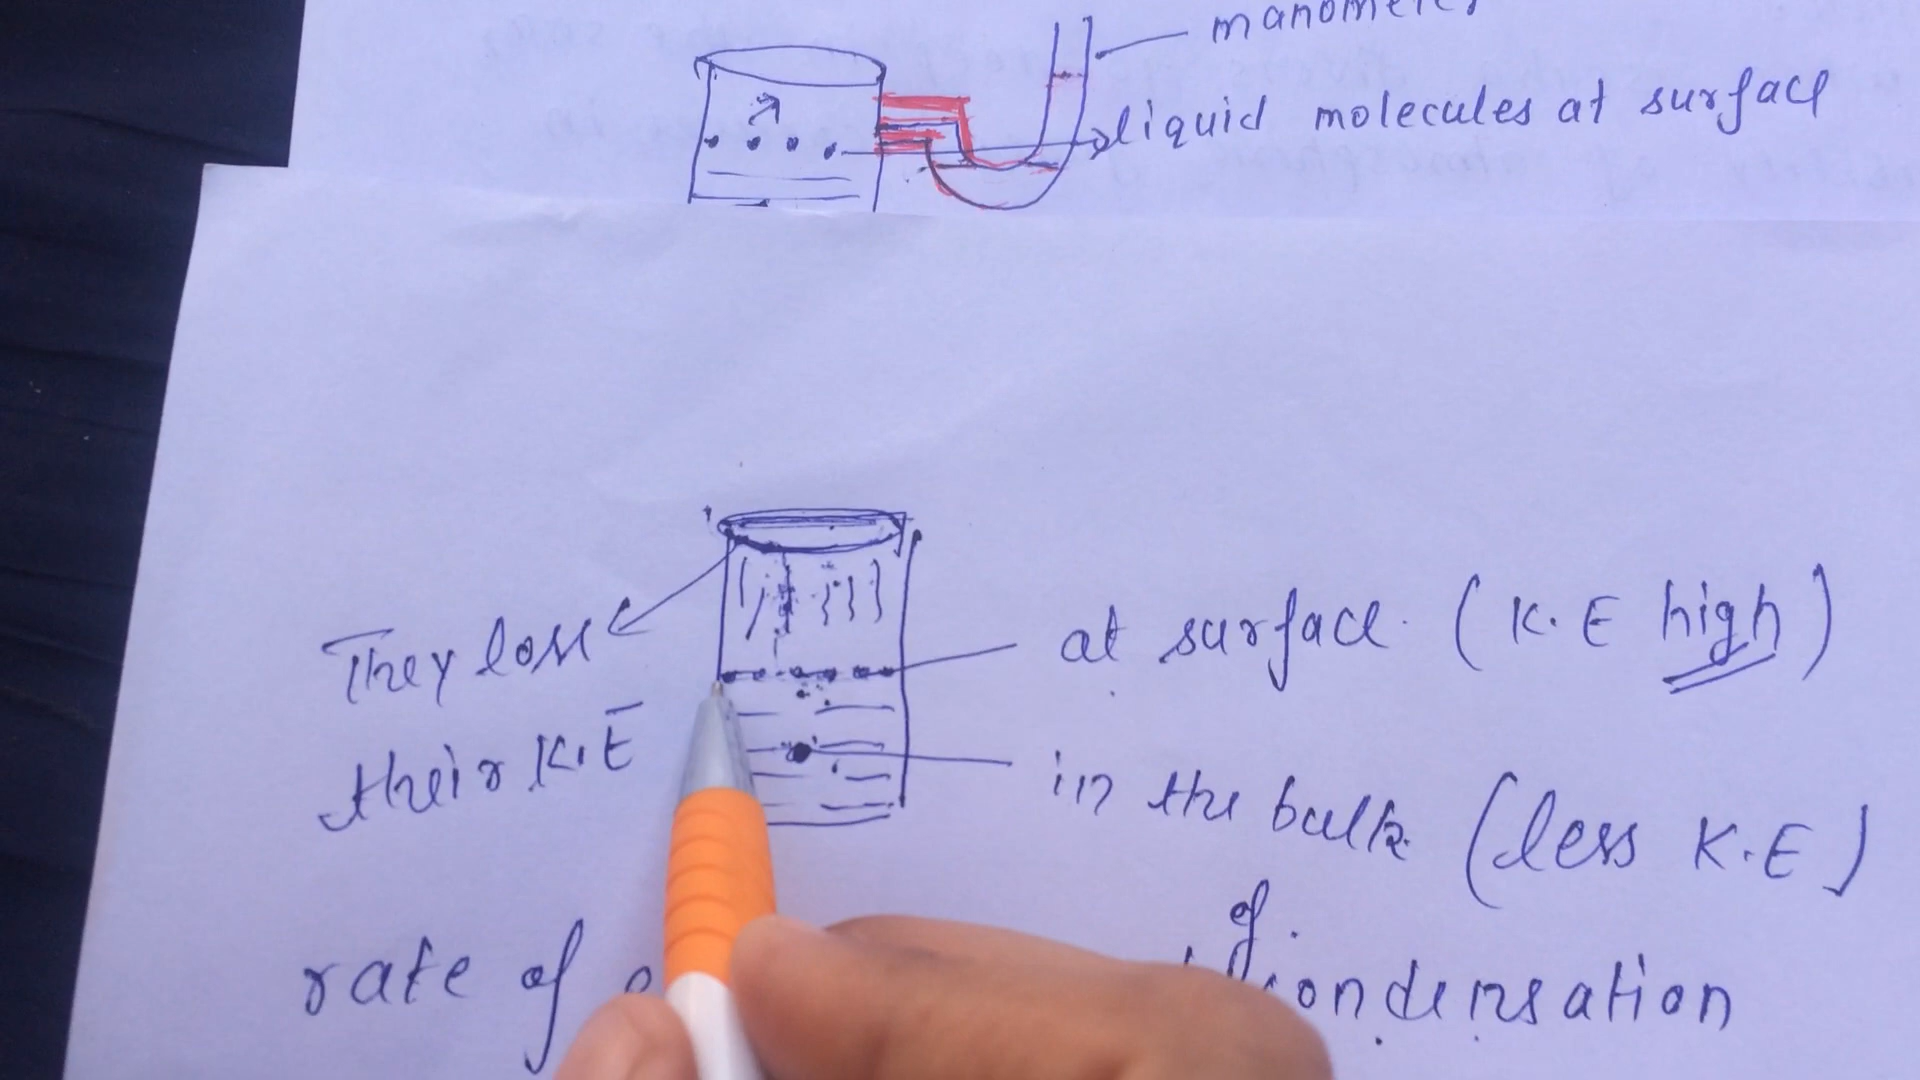 manometer
liquid molecules at surface
They lose
their K.E
at surface. (K.E high)
in the bulk (less K.E)
rate of
of
condensation